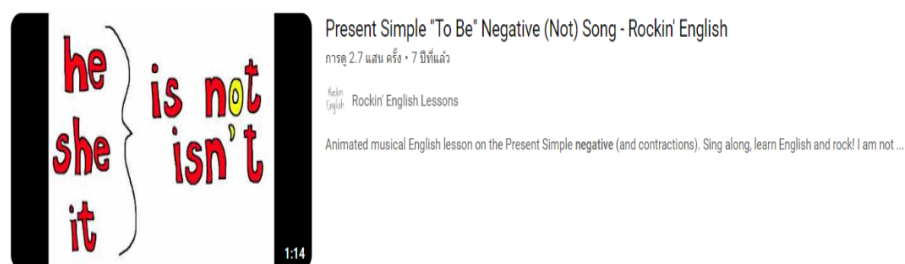 he
she
it
is not
isn't
1:14
Present Simple "To Be" Negative (Not) Song - Rockin' English
การดู 2.7 แสน ครั้ง • 7 ปีที่แล้ว
Rockin English
Rockin' English Lessons
Animated musical English lesson on the Present Simple negative (and contractions). Sing along, learn English and rock! I am not ...